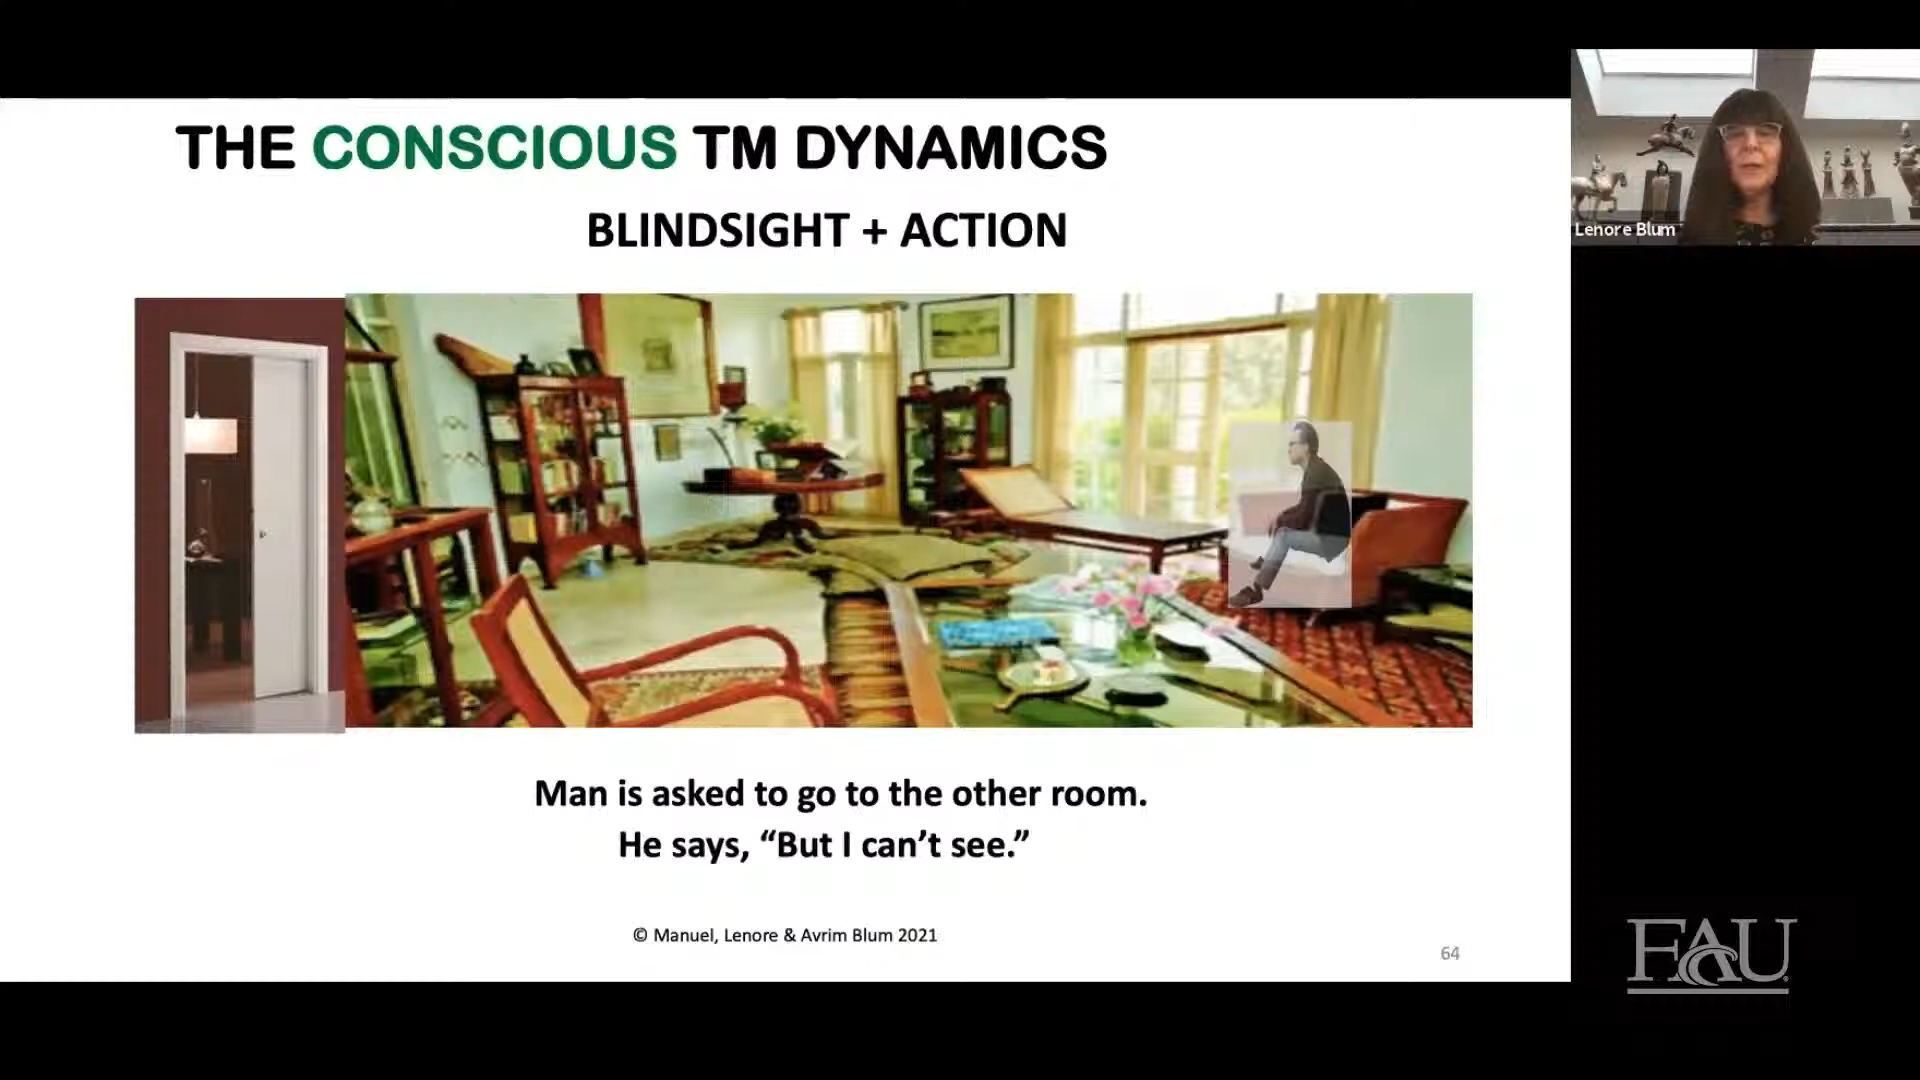 THE CONSCIOUS TM DYNAMICS
BLINDSIGHT + ACTION
Lenore Blum
Man is asked to go to the other room.
He says, “But I can’t see.”
© Manuel, Lenore & Avrim Blum 2021
64
FAU